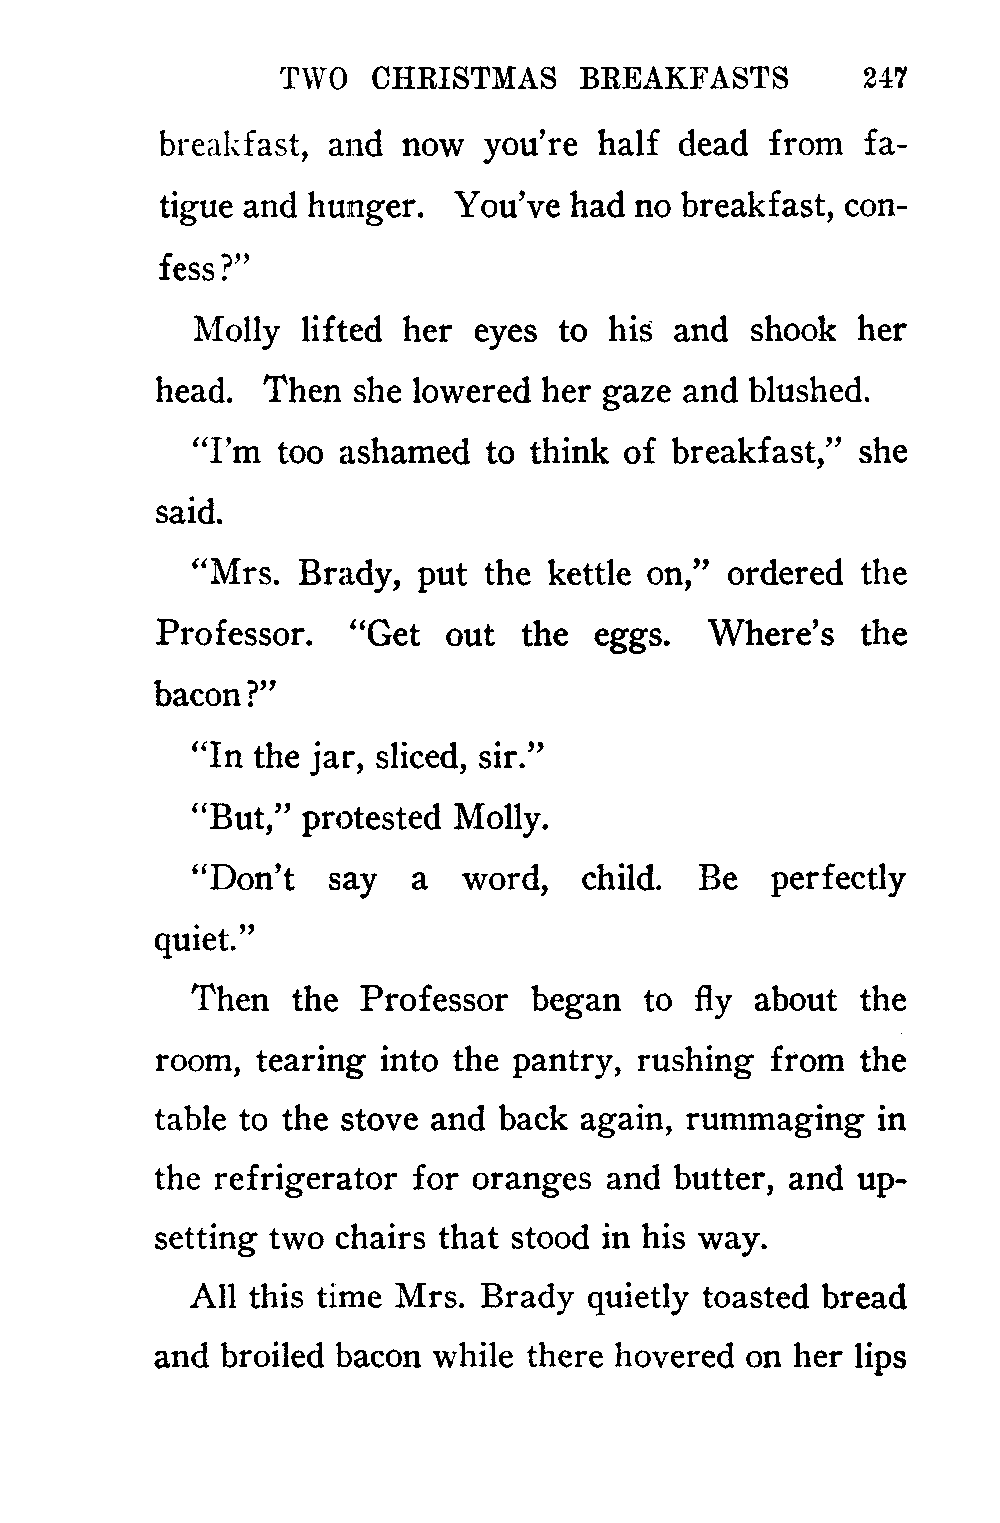 TWO CHRISTMAS BREAKFASTS 247
breakfast, and now you're half dead from fa-
tigue and hunger. You've had no breakfast, con-
fess?”
Molly lifted her eyes to his and shook her
head. Then she lowered her gaze and blushed.
“I'm too ashamed to think of breakfast,” she
said.
“Mrs. Brady, put the kettle on,” ordered the
Professor. “Get out the eggs. Where's the
bacon?”
“In the jar, sliced, sir.”
“But,” protested Molly.
“Don't say a word, child. Be perfectly
quiet.”
Then the Professor began to fly about the
room, tearing into the pantry, rushing from the
table to the stove and back again, rummaging in
the refrigerator for oranges and butter, and up-
setting two chairs that stood in his way.
All this time Mrs. Brady quietly toasted bread
and broiled bacon while there hovered on her lips